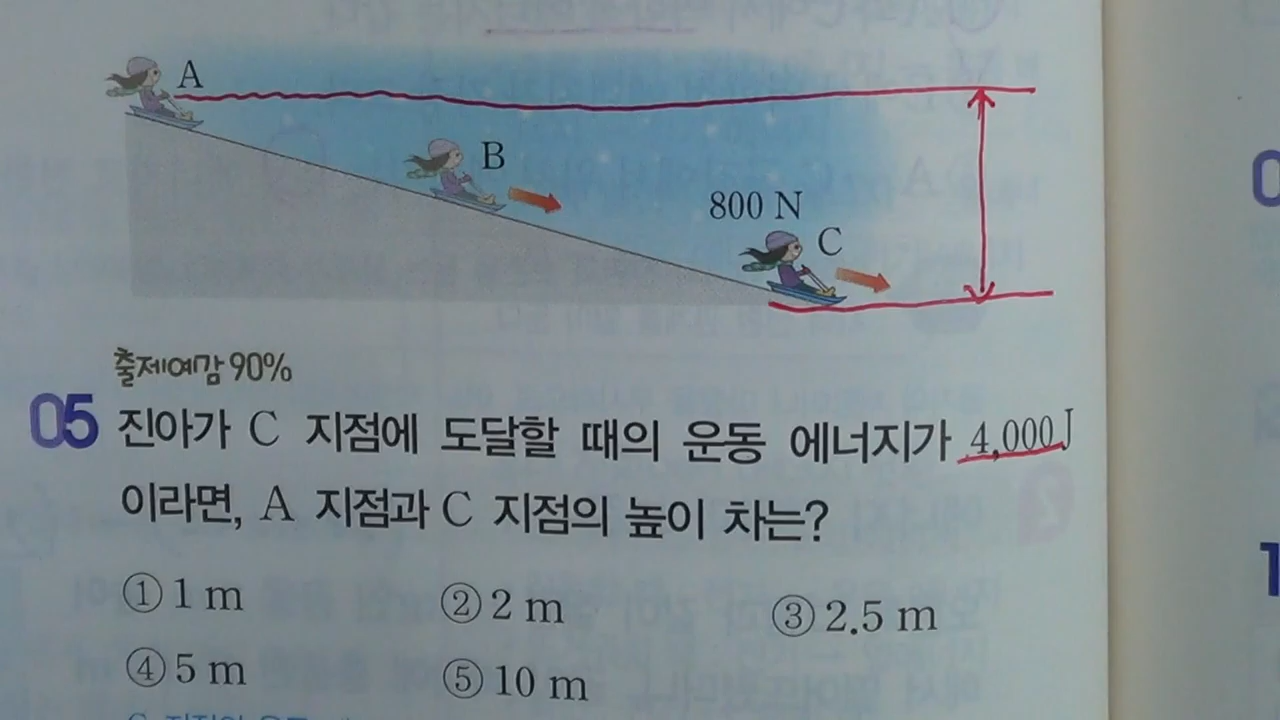 A
B
800 N
C
출제예감 90%
05 진아가 C 지점에 도달할 때의 운동 에너지가 4,000 J
이라면, A 지점과 C 지점의 높이 차는?
① 1 m ② 2 m ③ 2.5 m
④ 5 m ⑤ 10 m